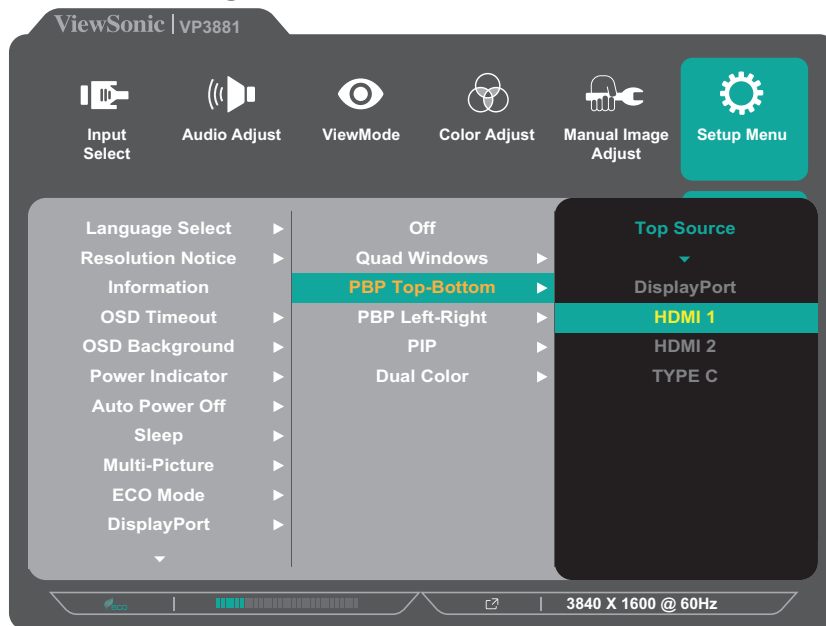 ViewSonic | VP3881
Input
Select
Audio Adjust
ViewMode
Color Adjust
Manual Image
Adjust
Setup Menu
Language Select
Resolution Notice
Information
OSD Timeout
OSD Background
Power Indicator
Auto Power Off
Sleep
Multi-Picture
ECO Mode
DisplayPort
Off
Quad Windows
PBP Top-Bottom
PBP Left-Right
PIP
Dual Color
Top Source
DisplayPort
HDMI 1
HDMI 2
TYPE C
eco
3840 X 1600 @ 60Hz